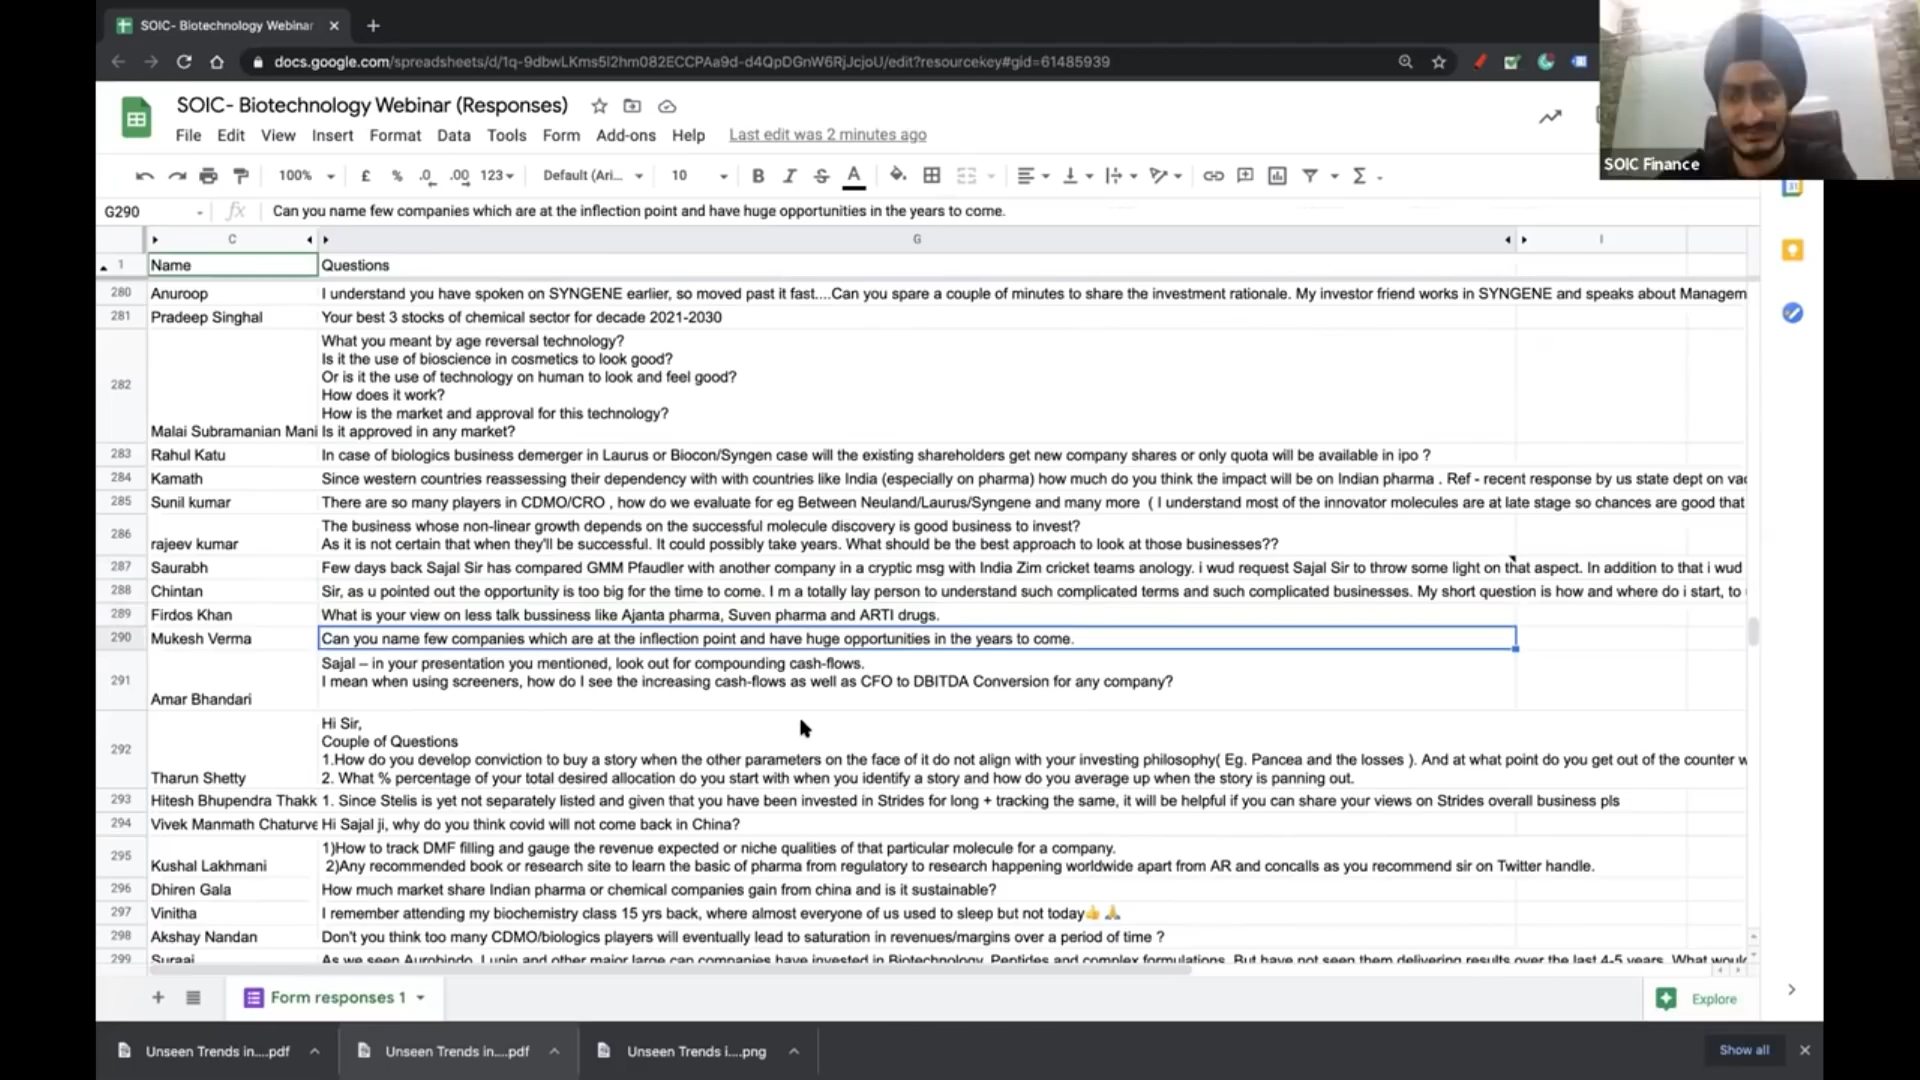 SOIC- Biotechnology Webinar
docs.google.com/spreadsheets/d/1q-9dbwLKms5I2hm082ECCPAa9d-d4QpDGnW6RjJcjoU/edit?resourcekey#gid=61485939
SOIC Finance
SOIC- Biotechnology Webinar (Responses)
File Edit View Insert Format Data Tools Form Add-ons Help Last edit was 2 minutes ago
100% £ % .0 .00 123 Default (Ari... 10 B I S A Σ
G290 fx Can you name few companies which are at the inflection point and have huge opportunities in the years to come.
C G I
1 Name Questions
280 Anuroop I understand you have spoken on SYNGENE earlier, so moved past it fast....Can you spare a couple of minutes to share the investment rationale. My investor friend works in SYNGENE and speaks about Managem
281 Pradeep Singhal Your best 3 stocks of chemical sector for decade 2021-2030
What you meant by age reversal technology?
Is it the use of bioscience in cosmetics to look good?
Or is it the use of technology on human to look and feel good?
282
How does it work?
How is the market and approval for this technology?
Malai Subramanian Mani Is it approved in any market?
283 Rahul Katu In case of biologics business demerger in Laurus or Biocon/Syngen case will the existing shareholders get new company shares or only quota will be available in ipo ?
284 Kamath Since western countries reassessing their dependency with with countries like India (especially on pharma) how much do you think the impact will be on Indian pharma . Ref - recent response by us state dept on vac
285 Sunil kumar There are so many players in CDMO/CRO , how do we evaluate for eg Between Neuland/Laurus/Syngene and many more ( I understand most of the innovator molecules are at late stage so chances are good that
The business whose non-linear growth depends on the successful molecule discovery is good business to invest?
286 rajeev kumar As it is not certain that when they'll be successful. It could possibly take years. What should be the best approach to look at those businesses??
287 Saurabh Few days back Sajal Sir has compared GMM Pfaudler with another company in a cryptic msg with India Zim cricket teams anology. i wud request Sajal Sir to throw some light on that aspect. In addition to that i wud
288 Chintan Sir, as u pointed out the opportunity is too big for the time to come. I m a totally lay person to understand such complicated terms and such complicated businesses. My short question is how and where do i start, to
289 Firdos Khan What is your view on less talk bussiness like Ajanta pharma, Suven pharma and ARTI drugs.
290 Mukesh Verma Can you name few companies which are at the inflection point and have huge opportunities in the years to come.
Sajal – in your presentation you mentioned, look out for compounding cash-flows.
291 I mean when using screeners, how do I see the increasing cash-flows as well as CFO to DBITDA Conversion for any company?
Amar Bhandari
Hi Sir,
Couple of Questions
292 1.How do you develop conviction to buy a story when the other parameters on the face of it do not align with your investing philosophy( Eg. Pancea and the losses ). And at what point do you get out of the counter w
Tharun Shetty 2. What % percentage of your total desired allocation do you start with when you identify a story and how do you average up when the story is panning out.
293 Hitesh Bhupendra Thakk 1. Since Stelis is yet not separately listed and given that you have been invested in Strides for long + tracking the same, it will be helpful if you can share your views on Strides overall business pls
294 Vivek Manmath Chaturve Hi Sajal ji, why do you think covid will not come back in China?
1)How to track DMF filling and gauge the revenue expected or niche qualities of that particular molecule for a company.
295 Kushal Lakhmani 2)Any recommended book or research site to learn the basic of pharma from regulatory to research happening worldwide apart from AR and concalls as you recommend sir on Twitter handle.
296 Dhiren Gala How much market share Indian pharma or chemical companies gain from china and is it sustainable?
297 Vinitha I remember attending my biochemistry class 15 yrs back, where almost everyone of us used to sleep but not today👍🙏
298 Akshay Nandan Don't you think too many CDMO/biologics players will eventually lead to saturation in revenues/margins over a period of time ?
299 Suraaj As we seen Aurobindo, Lupin and other major large cap companies have invested in Biotechnology, Peptides and complex formulations. But have not seen them delivering results over the last 4-5 years. What would
Form responses 1 Explore
Unseen Trends in....pdf Unseen Trends in....pdf Unseen Trends i....png Show all